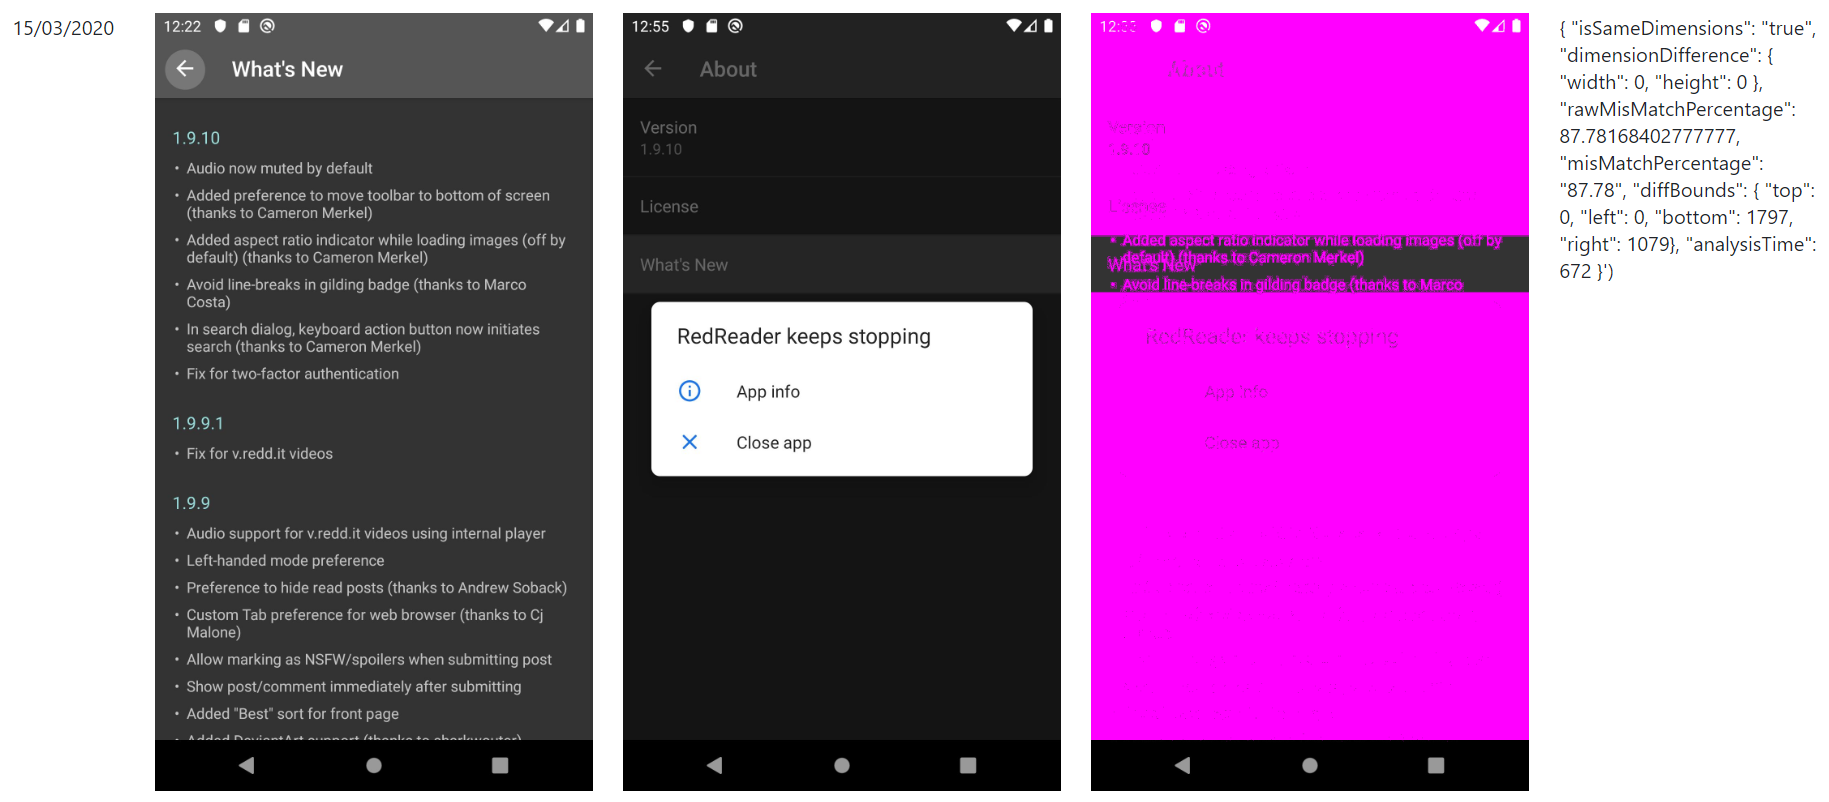 15/03/2020
12:22
What's New
1.9.10
• Audio now muted by default
• Added preference to move toolbar to bottom of screen
(thanks to Cameron Merkel)
• Added aspect ratio indicator while loading images (off by
default) (thanks to Cameron Merkel)
• Avoid line-breaks in gilding badge (thanks to Marco
Costa)
• In search dialog, keyboard action button now initiates
search (thanks to Cameron Merkel)
• Fix for two-factor authentication
1.9.9.1
• Fix for v.redd.it videos
1.9.9
• Audio support for v.redd.it videos using internal player
• Left-handed mode preference
• Preference to hide read posts (thanks to Andrew Soback)
• Custom Tab preference for web browser (thanks to Cj
Malone)
• Allow marking as NSFW/spoilers when submitting post
• Show post/comment immediately after submitting
• Added "Best" sort for front page
• Added DeviantArt support (thanks to
12:55
About
Version
1.9.10
License
What's New
RedReader keeps stopping
App info
Close app
About
Version
1.9.10
License
• Added aspect ratio indicator while loading images (off by
default) (thanks to Cameron Merkel)
What's New
• Avoid line-breaks in gilding badge (thanks to Marco
RedReader keeps stopping
App info
Close app
{ "isSameDimensions": "true",
"dimensionDifference": {
"width": 0, "height": 0 },
"rawMisMatchPercentage":
87.78168402777777,
"misMatchPercentage":
"87.78", "diffBounds": { "top":
0, "left": 0, "bottom": 1797,
"right": 1079}, "analysisTime":
672 }')